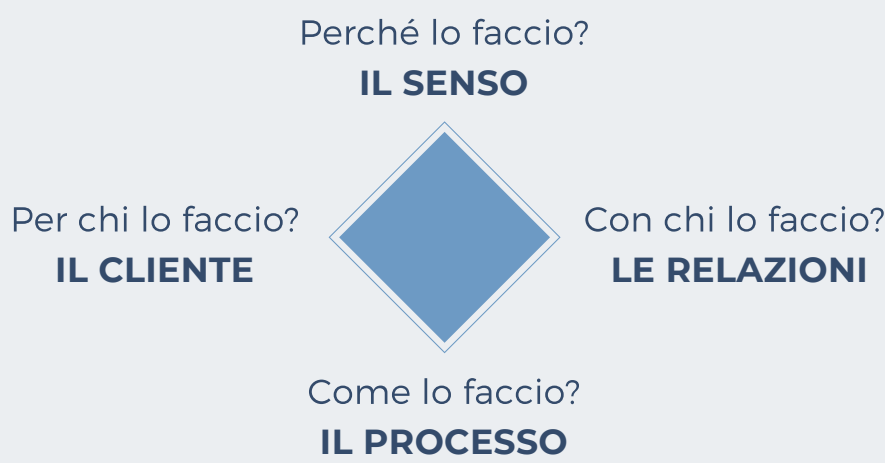 Perché lo faccio?
IL SENSO
Per chi lo faccio?
IL CLIENTE
Con chi lo faccio?
LE RELAZIONI
Come lo faccio?
IL PROCESSO